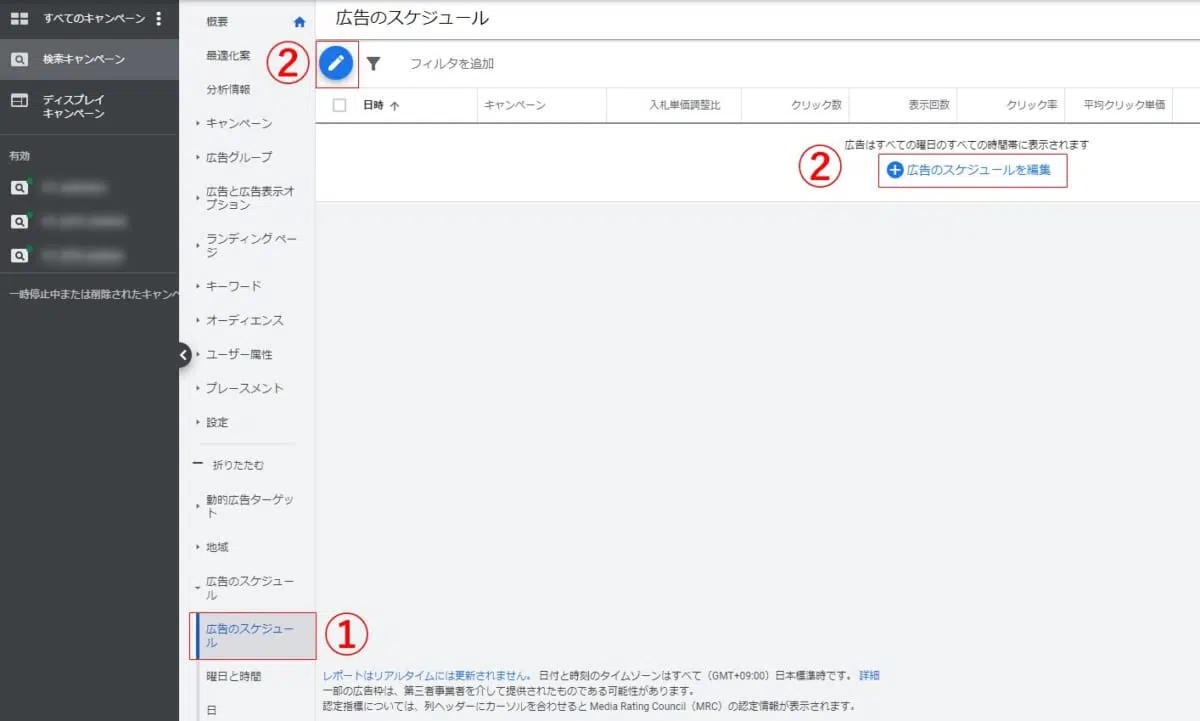 すべてのキャンペーン
検索キャンペーン
ディスプレイ
キャンペーン
有効
一時停止中または削除されたキャンペ
概要
最適化案
分析情報
キャンペーン
広告グループ
広告と広告表示オ
プション
ランディング ペー
ジ
キーワード
オーディエンス
ユーザー属性
プレースメント
設定
折りたたむ
動的広告ターゲッ
ト
地域
広告のスケジュー
ル
広告のスケジュー
ル
①
曜日と時間
日
広告のスケジュール
②
フィルタを追加
日時 キャンペーン 入札単価調整比 クリック数 表示回数 クリック率 平均クリック単価
広告はすべての曜日のすべての時間帯に表示されます
②
広告のスケジュールを編集
レポートはリアルタイムには更新されません。 日付と時刻のタイムゾーンはすべて（GMT+09:00）日本標準時です。 詳細
一部の広告枠は、第三者事業者を介して提供されたものである可能性があります。
認定指標については、列ヘッダーにカーソルを合わせると Media Rating Council（MRC）の認定情報が表示されます。